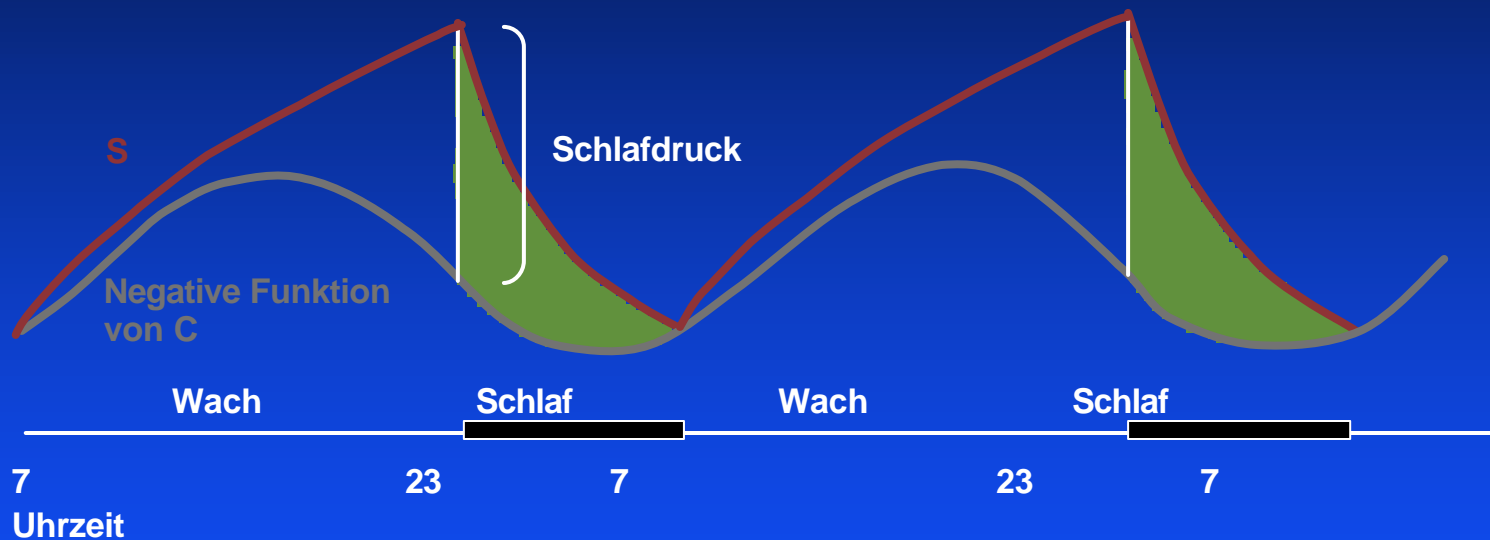 S
Schlafdruck
Negative Funktion
von C
Wach Schlaf Wach Schlaf
7 23 7 23 7
Uhrzeit